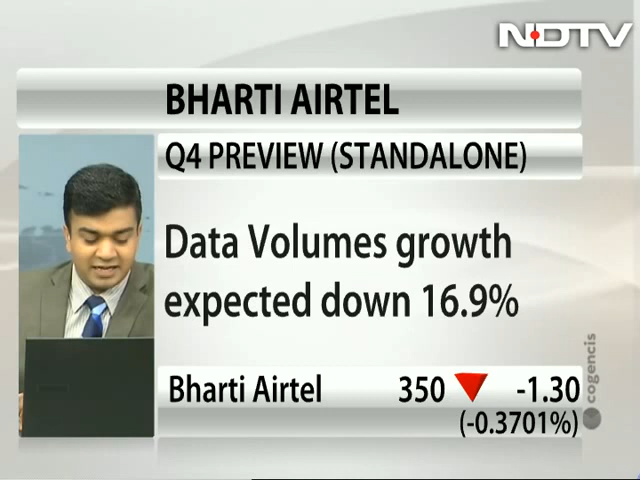 NDTV
BHARTI AIRTEL
Q4 PREVIEW (STANDALONE)
Data Volumes growth
expected down 16.9%
Bharti Airtel 350 -1.30
(-0.3701%)
cogencis